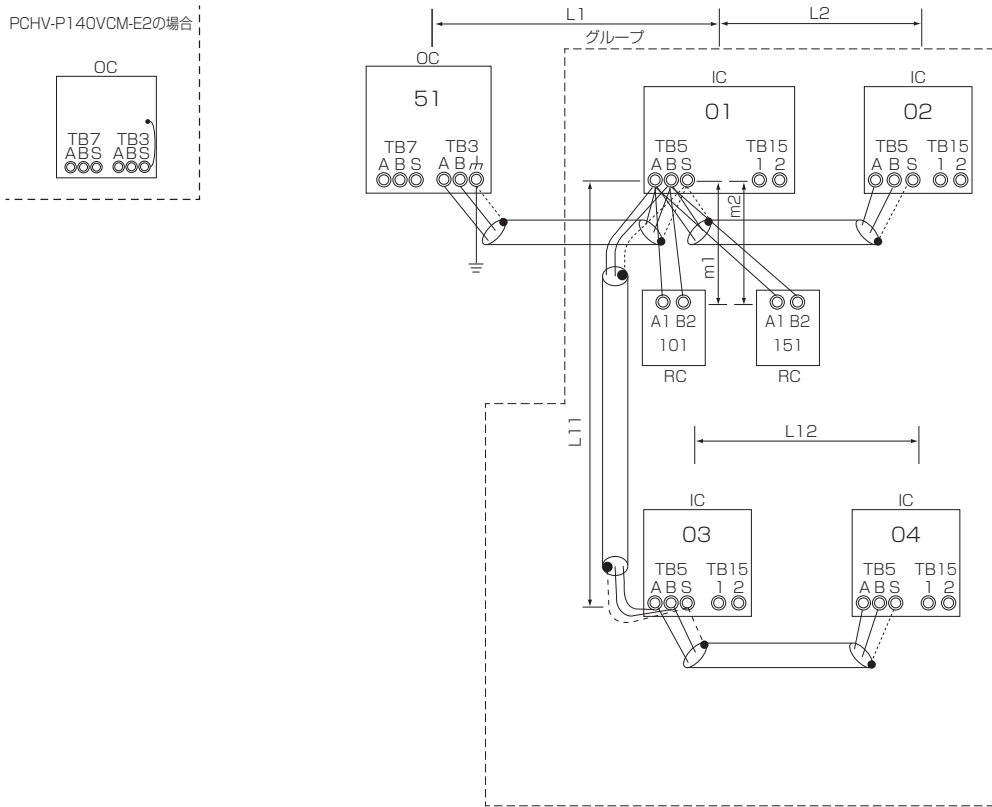 PCHV-P140VCM-E2の場合
OC
TB7 TB3
A B S A B S
L1 L2
グループ
OC
51
TB7 TB3
A B S A B
IC
01
TB5 TB15
A B S 1 2
IC
02
TB5 TB15
A B S 1 2
m2
m1
A1 B2
101
RC
A1 B2
151
RC
L11
L12
IC
03
TB5 TB15
A B S 1 2
IC
04
TB5 TB15
A B S 1 2